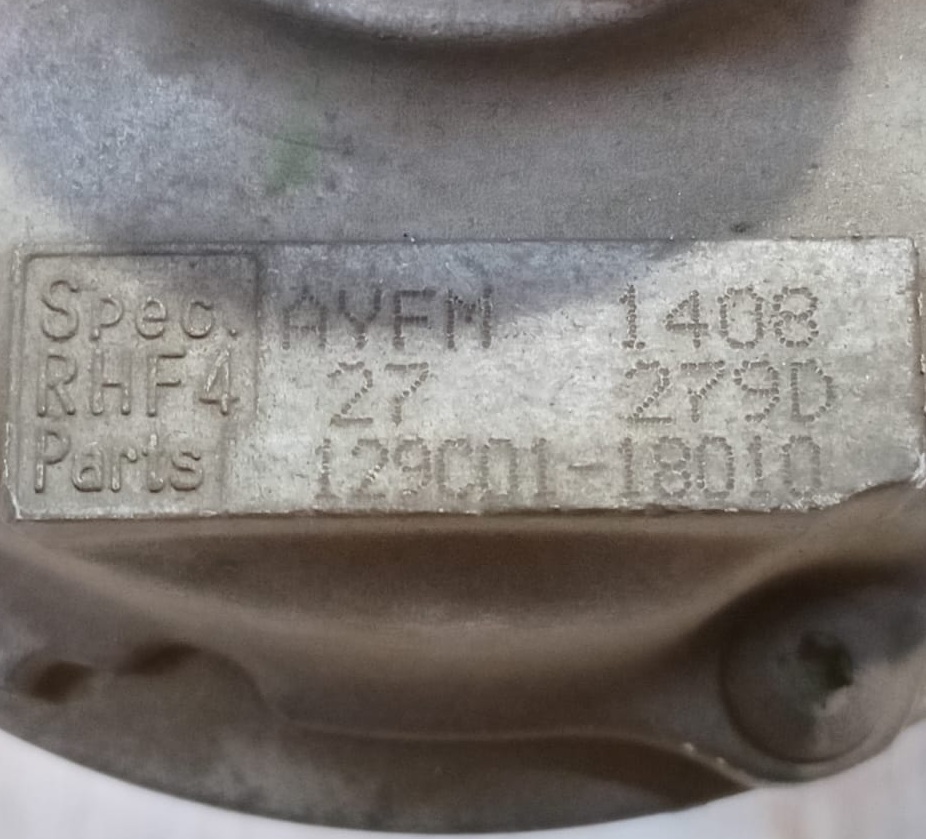 Spec. AYFM 1408
RHF4 27 279D
Parts 129C01-18010